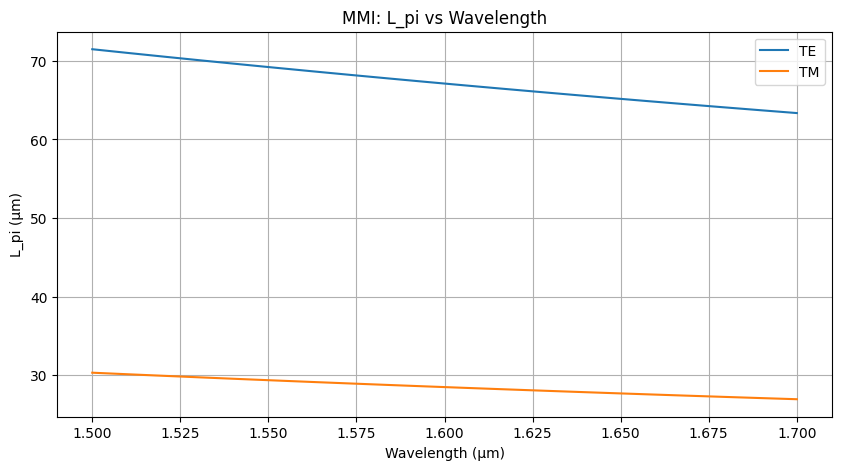 MMI: L_pi vs Wavelength
TE
TM
L_pi (μm)
70
60
50
40
30
1.500 1.525 1.550 1.575 1.600 1.625 1.650 1.675 1.700
Wavelength (μm)